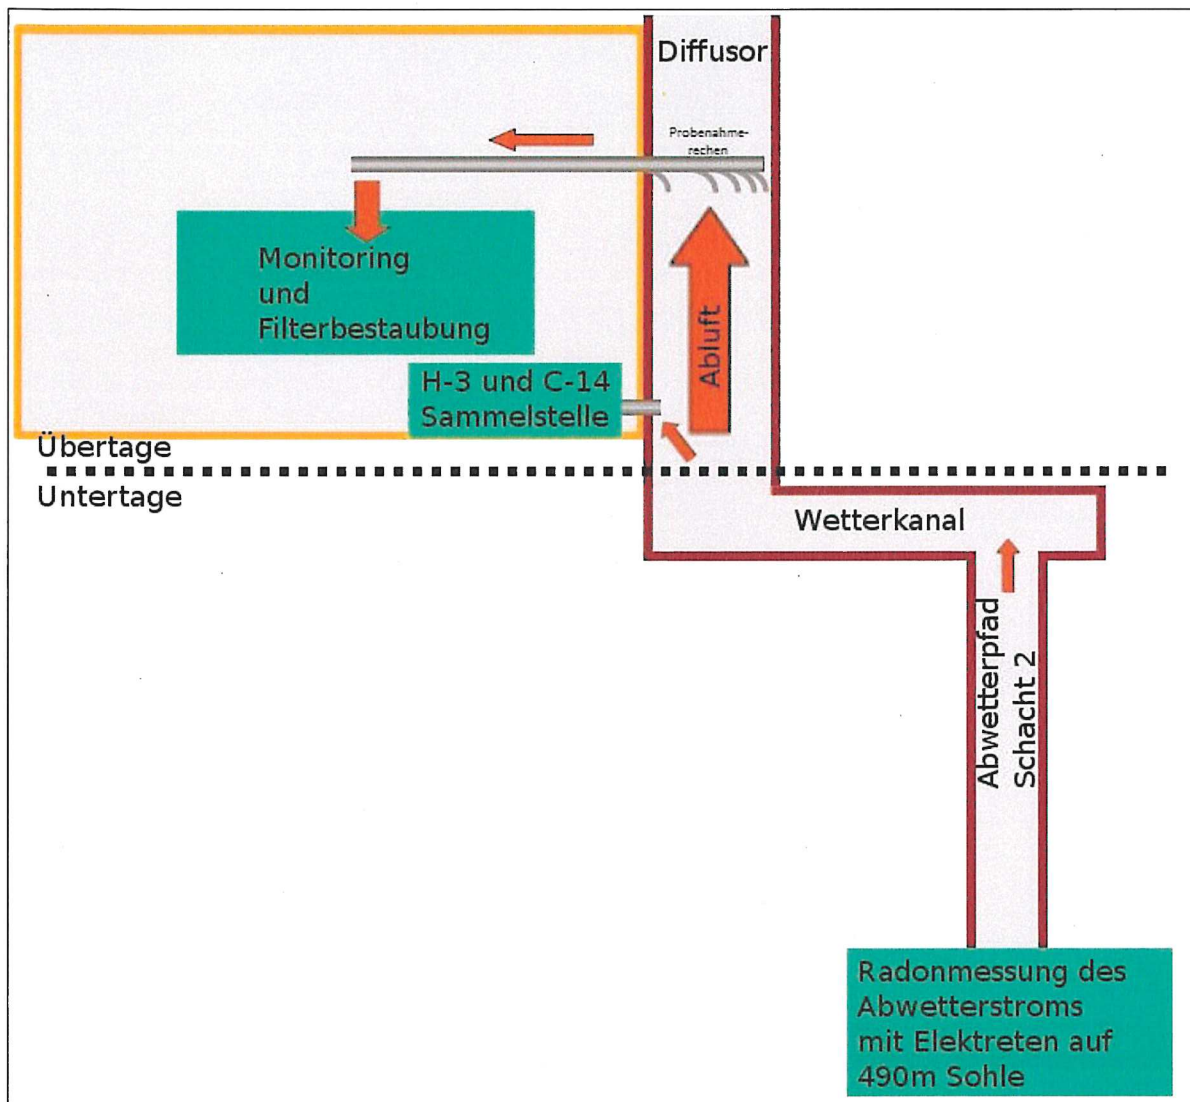 Diffusor
Probenahme-
rechen
Monitoring
und
Filterbestaubung
Abluft
H-3 und C-14
Sammelstelle
Übertage
Untertage
Wetterkanal
Abwetterpfad
Schacht 2
Radonmessung des
Abwetterstroms
mit Elektreten auf
490m Sohle